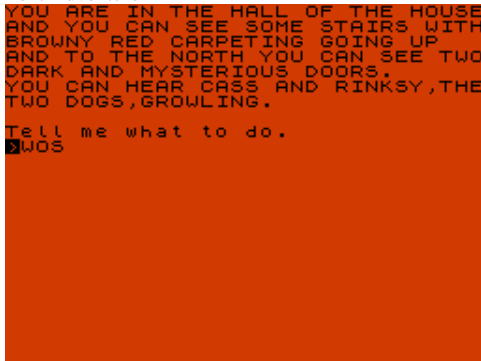 YOU ARE IN THE HALL OF THE HOUSE
AND YOU CAN SEE SOME STAIRS WITH
BROWNY RED CARPETING GOING UP
AND TO THE NORTH YOU CAN SEE TWO
DARK AND MYSTERIOUS DOORS.
YOU CAN HEAR CASS AND RINKSY,THE
TWO DOGS,GROWLING.
Tell me what to do.
>WOS